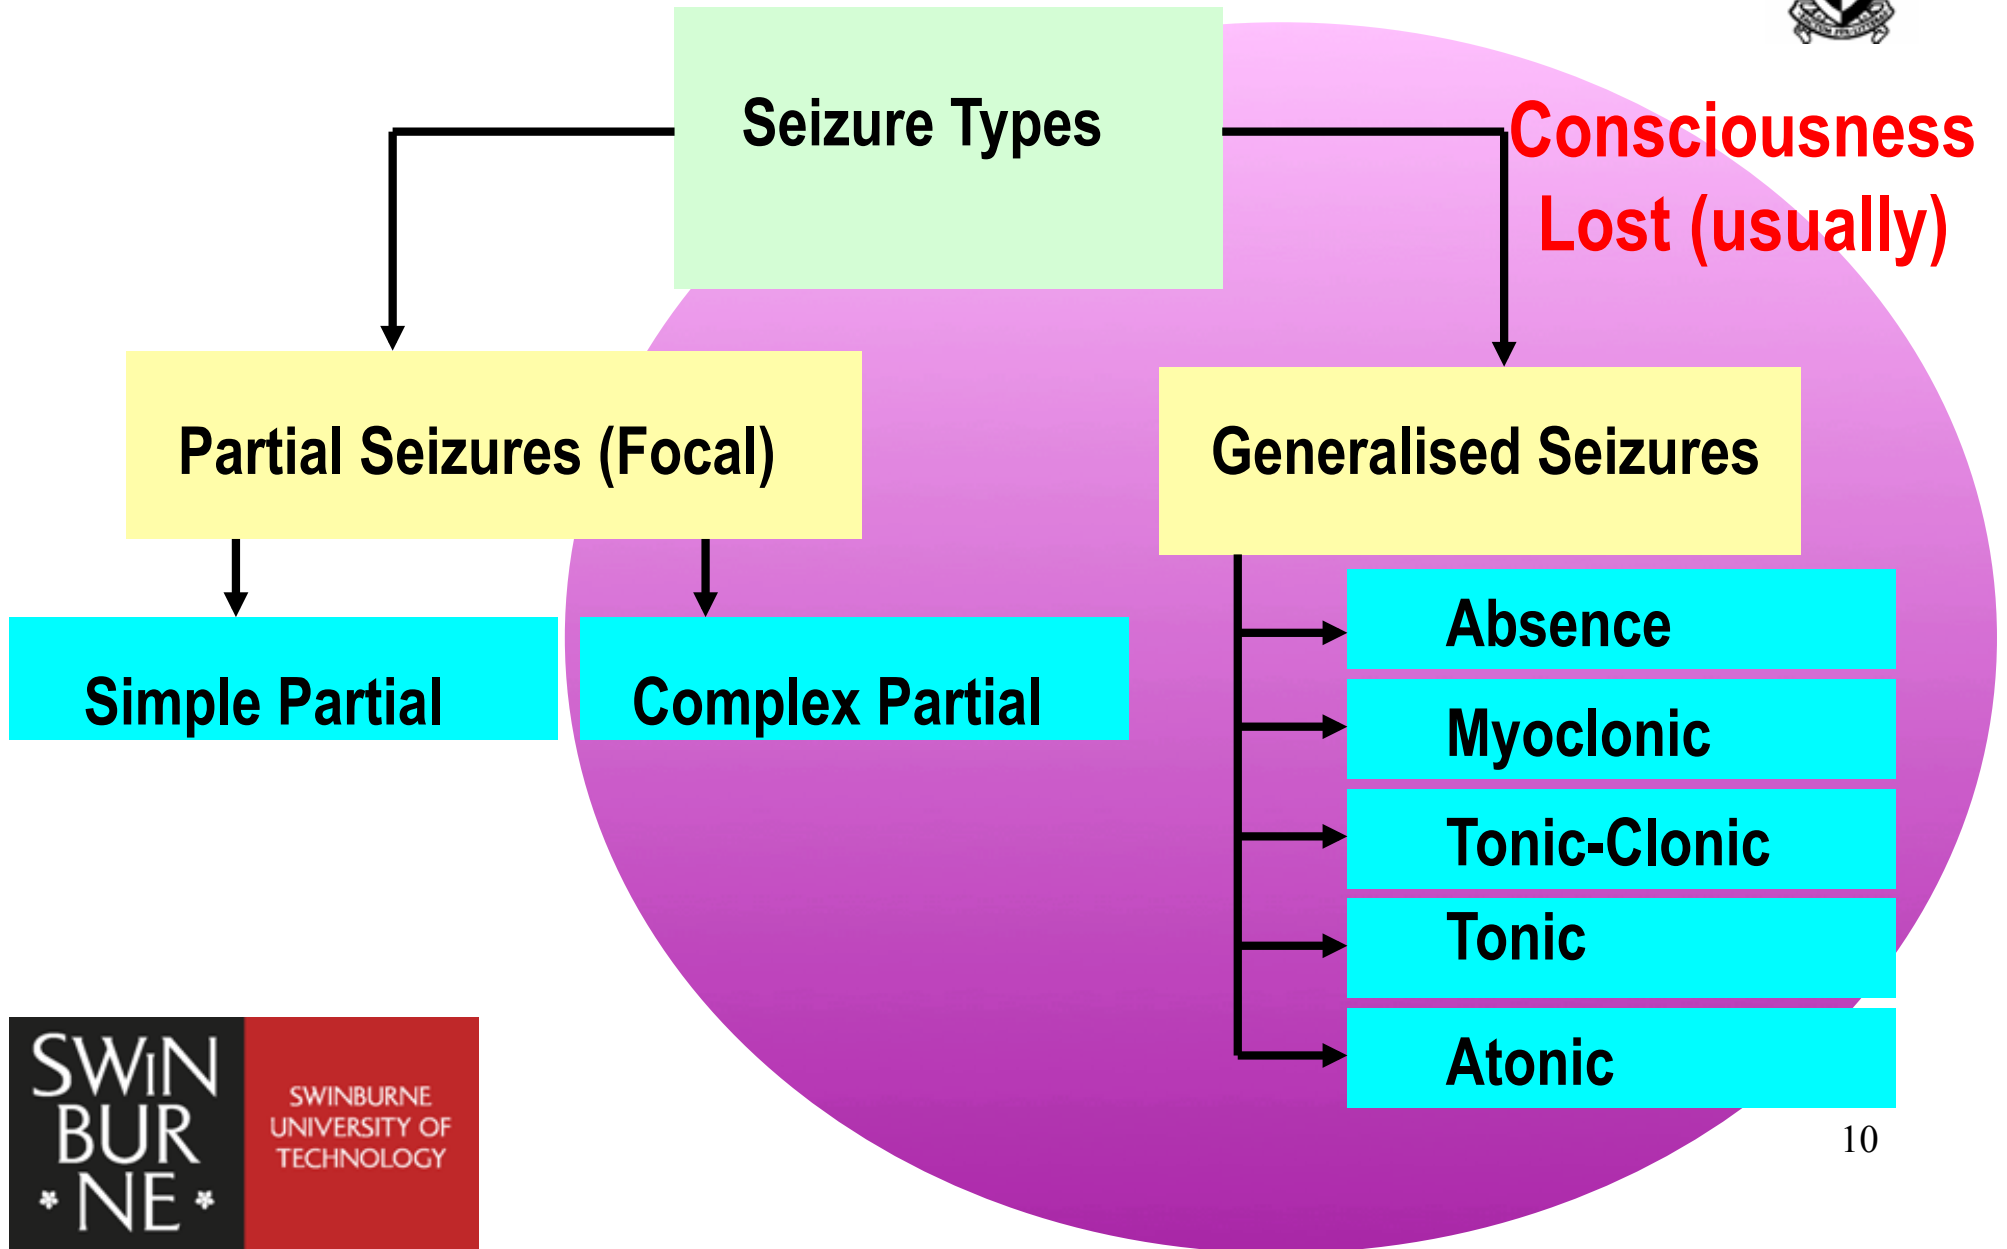 Seizure Types
Consciousness
Lost (usually)
Partial Seizures (Focal)
Generalised Seizures
Simple Partial
Complex Partial
Absence
Myoclonic
Tonic-Clonic
Tonic
Atonic
SWIN
BUR
NE
SWINBURNE
UNIVERSITY OF
TECHNOLOGY
10